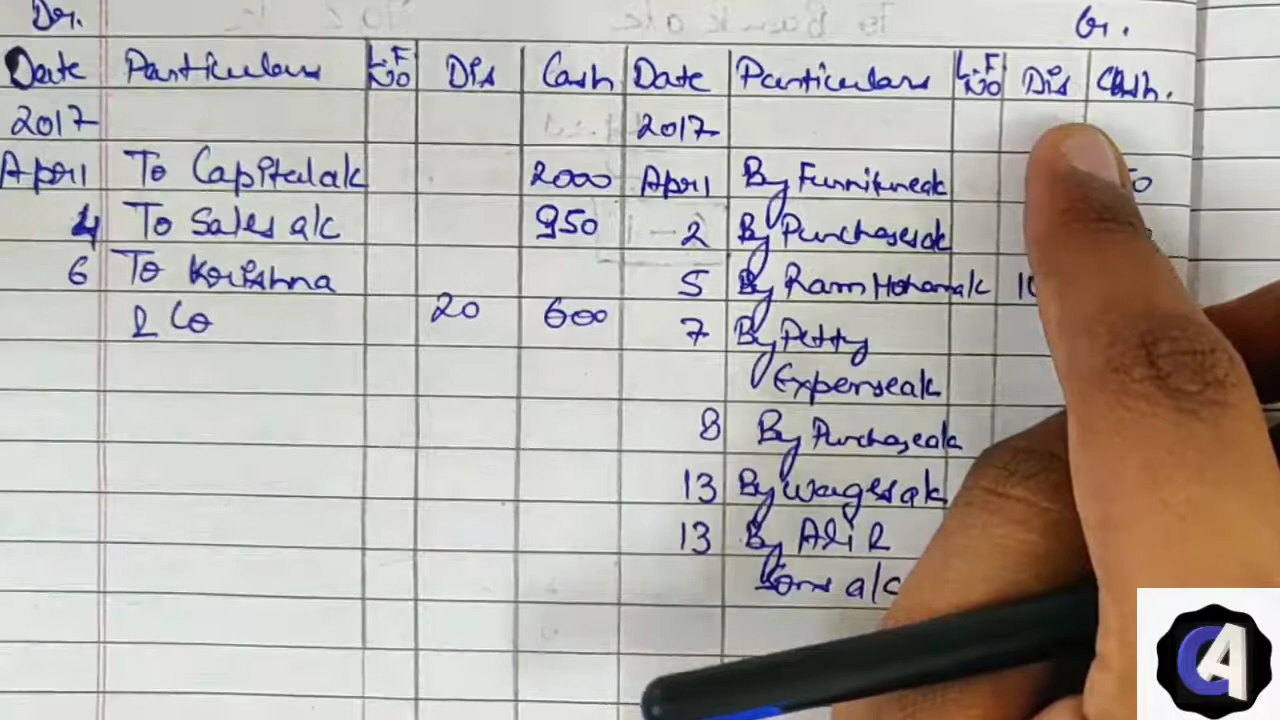 Dr. Cr.
Date Particulars L.F No Dis Cash Date Particulars L.F No Dis Cash.
2017 2017
April To Capital a/c 2000 April By Furniture a/c
4 To Sales a/c 950 2 By Purchases a/c
6 To Krishna 5 By Ram Mohan a/c
& Co 20 600 7 By Petty
Expense a/c
8 By Purchase a/c
13 By Wages a/c
13 By Ali &
Sons a/c
CA